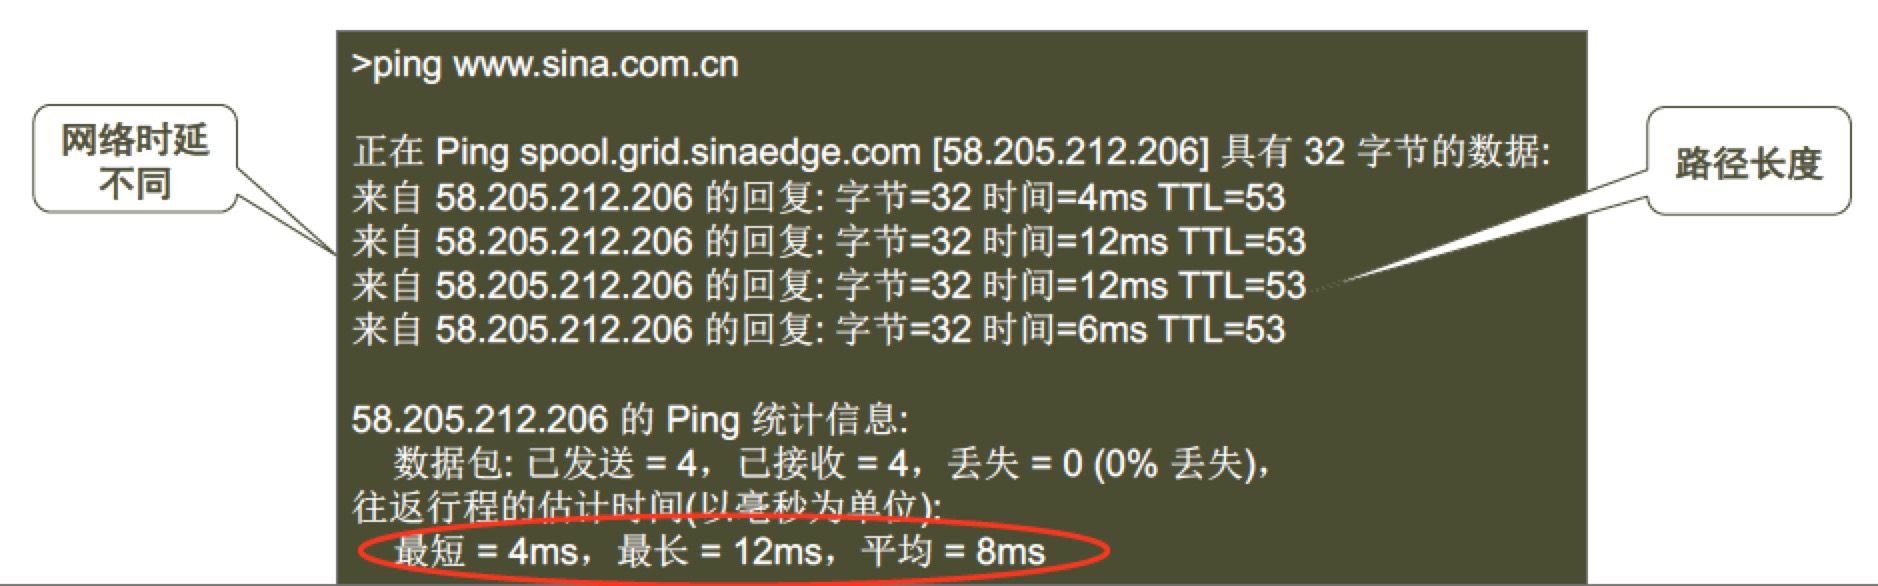 >ping www.sina.com.cn
网络时延
不同
正在 Ping spool.grid.sinaedge.com [58.205.212.206] 具有 32 字节的数据:
来自 58.205.212.206 的回复: 字节=32 时间=4ms TTL=53
来自 58.205.212.206 的回复: 字节=32 时间=12ms TTL=53
来自 58.205.212.206 的回复: 字节=32 时间=12ms TTL=53
来自 58.205.212.206 的回复: 字节=32 时间=6ms TTL=53
路径长度
58.205.212.206 的 Ping 统计信息:
数据包: 已发送 = 4，已接收 = 4，丢失 = 0 (0% 丢失)，
往返行程的估计时间(以毫秒为单位):
最短 = 4ms，最长 = 12ms，平均 = 8ms